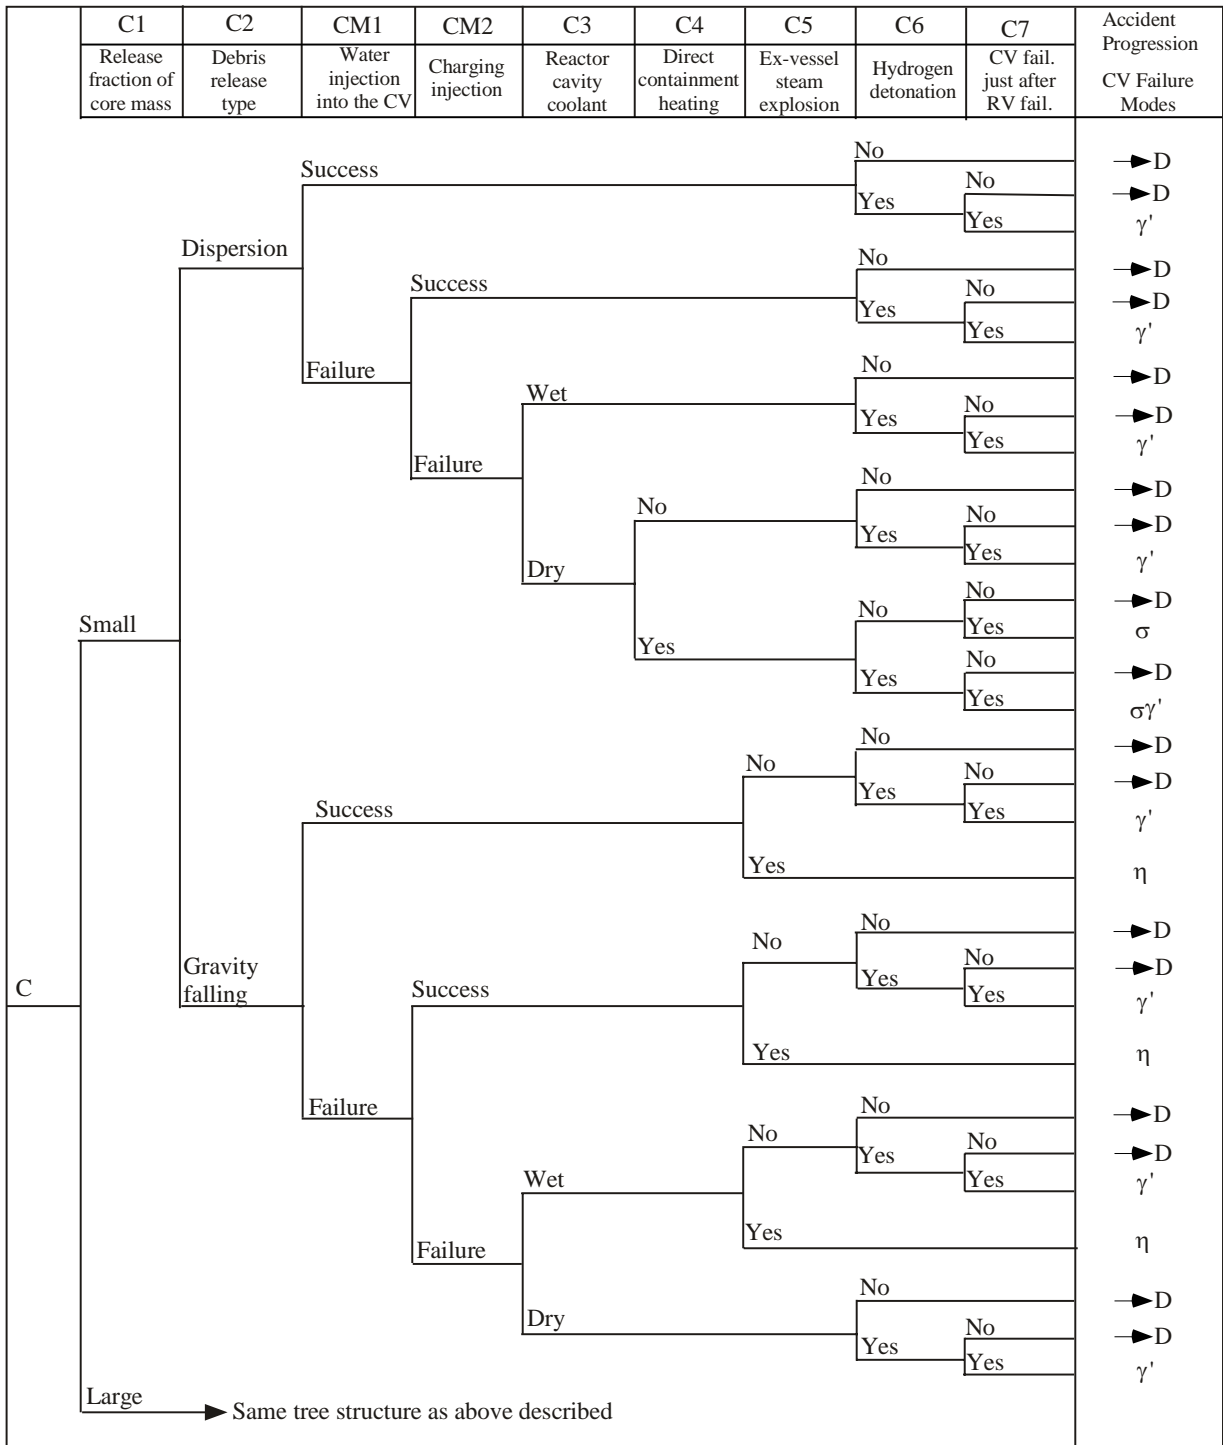 C1 C2 CM1 CM2 C3 C4 C5 C6 C7
Release fraction of core mass
Debris release type
Water injection into the CV
Charging injection
Reactor cavity coolant
Direct containment heating
Ex-vessel steam explosion
Hydrogen detonation
CV fail. just after RV fail.
Accident Progression
CV Failure Modes
No D
Success
No D
Yes
Yes γ'
Dispersion
No D
Success
No D
Yes
Yes γ'
Failure
No D
Wet
No D
Yes
Yes γ'
Failure
No D
No
No D
Yes
Yes γ'
Dry
No D
No
Small
Yes σ
Yes
No D
Yes
Yes σγ'
No D
No
No D
Yes
Success
Yes γ'
Yes η
No D
No
Gravity falling
No D
Yes
C
Success
Yes γ'
Yes η
Failure
No D
No
No D
Yes
Wet
Yes γ'
Yes η
Failure
No D
Dry
No D
Yes
Yes γ'
Large
Same tree structure as above described